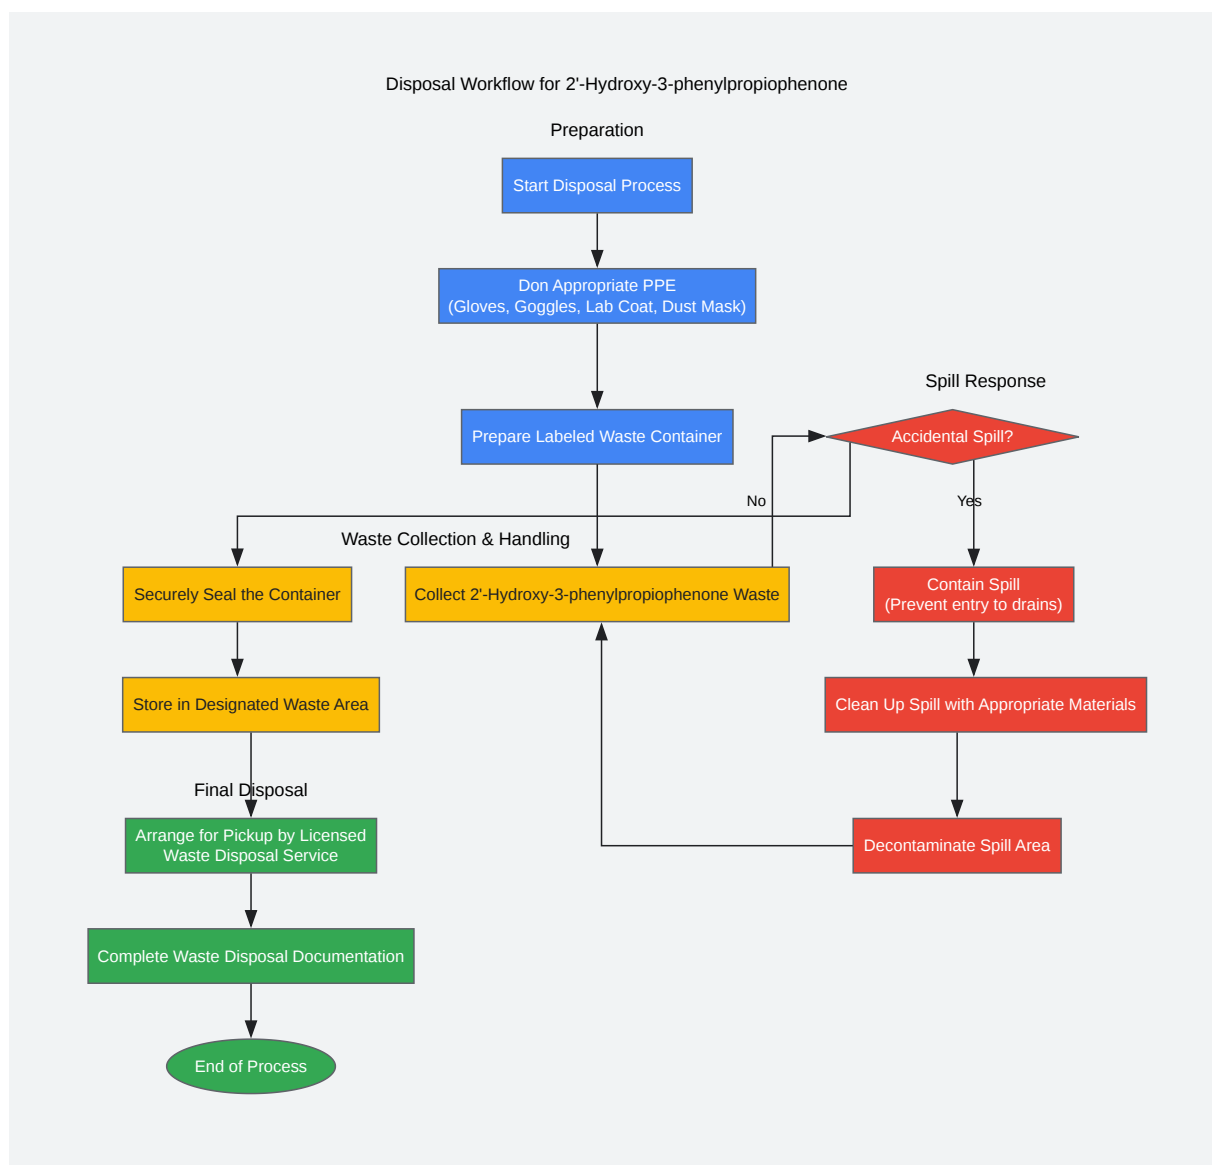 Disposal Workflow for 2'-Hydroxy-3-phenylpropiophenone
Preparation
Start Disposal Process
Don Appropriate PPE
(Gloves, Goggles, Lab Coat, Dust Mask)
Spill Response
Prepare Labeled Waste Container
Accidental Spill?
No
Yes
Waste Collection & Handling
Securely Seal the Container
Collect 2'-Hydroxy-3-phenylpropiophenone Waste
Contain Spill
(Prevent entry to drains)
Store in Designated Waste Area
Clean Up Spill with Appropriate Materials
Final Disposal
Arrange for Pickup by Licensed
Waste Disposal Service
Decontaminate Spill Area
Complete Waste Disposal Documentation
End of Process